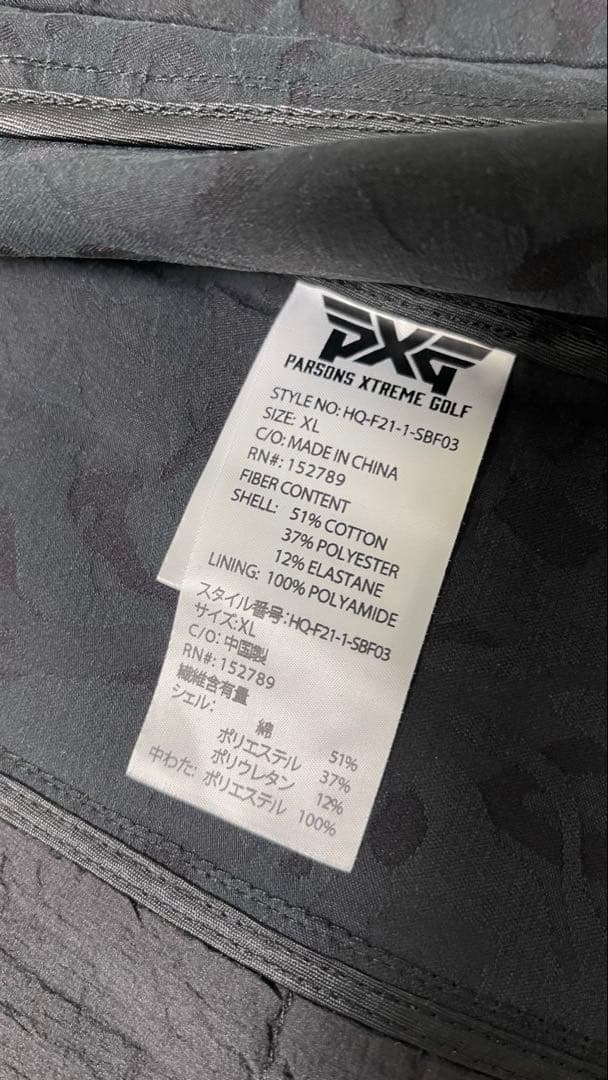 PXG
PARSONS XTREME GOLF
STYLE NO: HQ-F21-1-SBF03
SIZE: XL
C/O: MADE IN CHINA
RN#: 152789
FIBER CONTENT
SHELL: 51% COTTON
37% POLYESTER
12% ELASTANE
LINING: 100% POLYAMIDE
スタイル番号: HQ-F21-1-SBF03
サイズ: XL
C/O: 中国製
RN#: 152789
繊維含有量
シェル:
綿 51%
ポリエステル 37%
ポリウレタン 12%
中わた: ポリエステル 100%